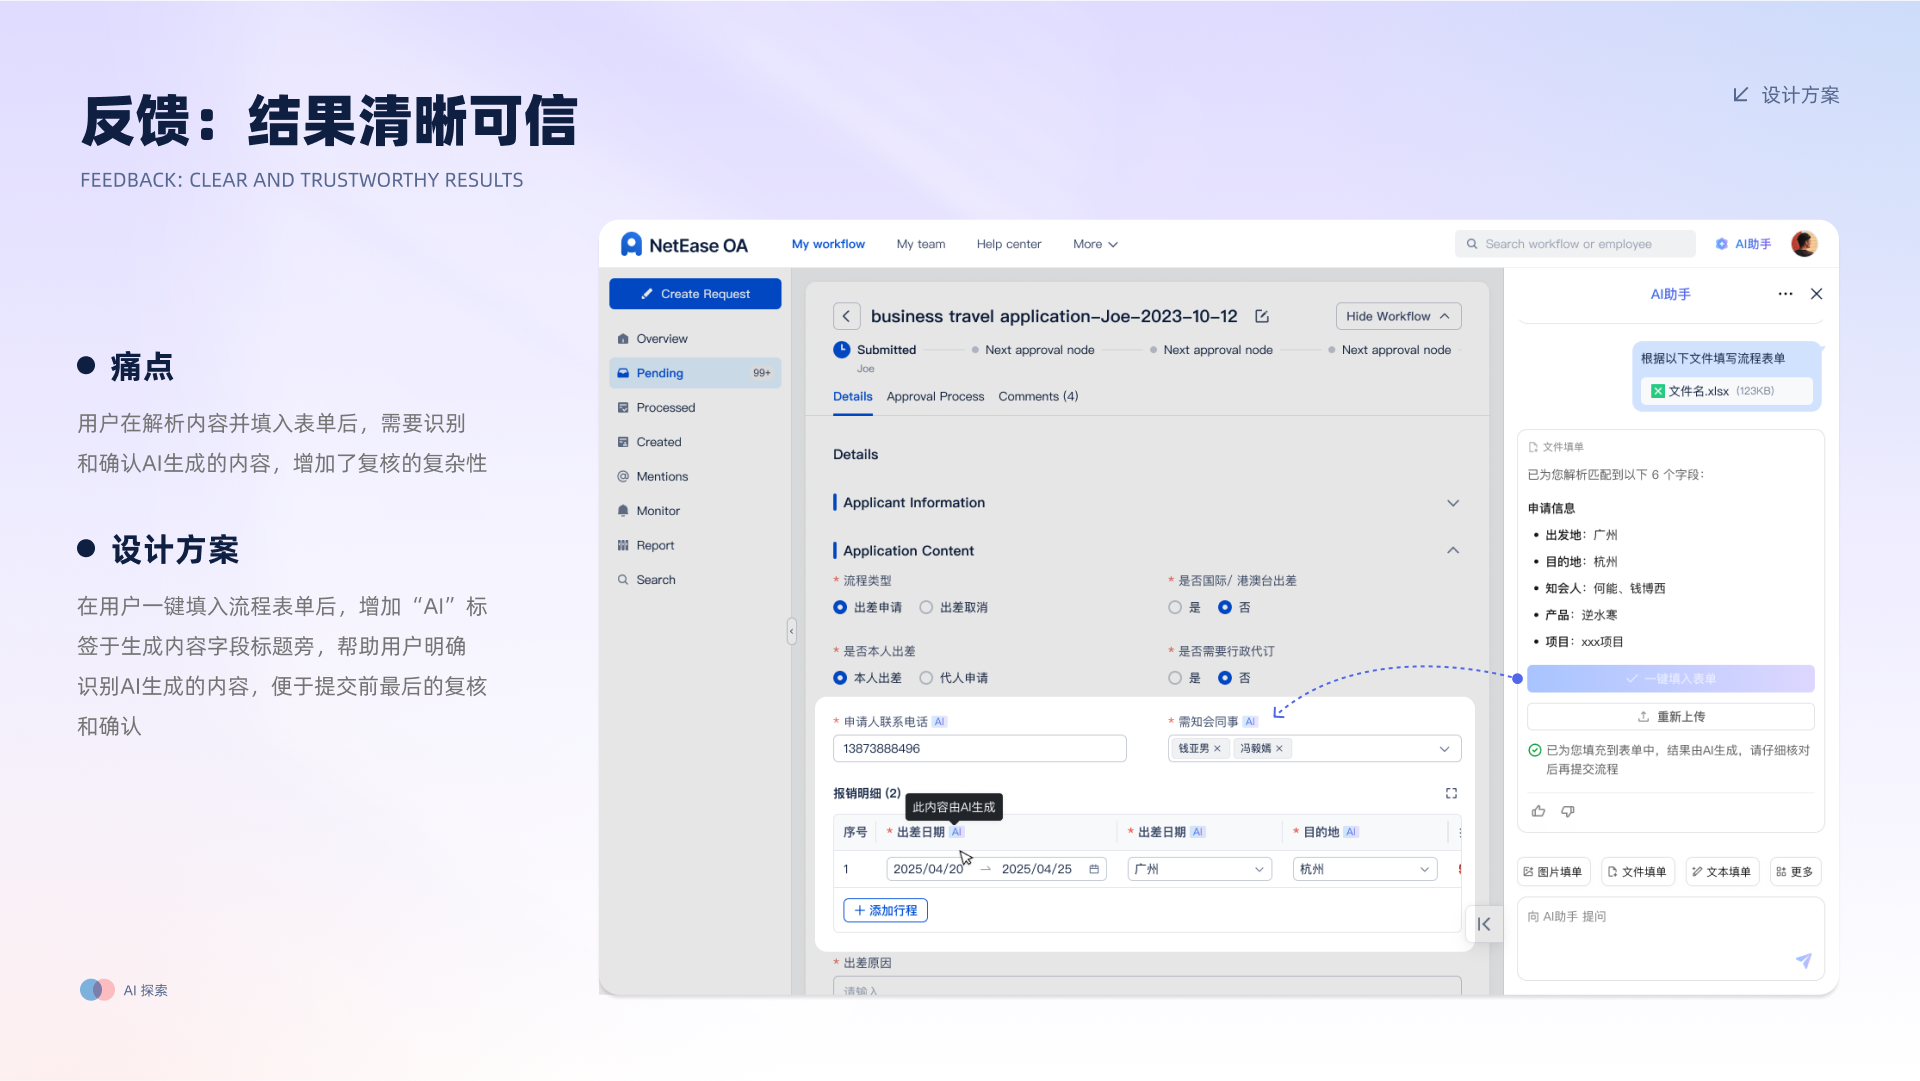 反馈：结果清晰可信
FEEDBACK: CLEAR AND TRUSTWORTHY RESULTS
设计方案
痛点
用户在解析内容并填入表单后，需要识别
和确认AI生成的内容，增加了复核的复杂性
设计方案
在用户一键填入流程表单后，增加“AI”标
签于生成内容字段标题旁，帮助用户明确
识别AI生成的内容，便于提交前最后的复核
和确认
AI 探索
NetEase OA
My workflow
My team
Help center
More
Search workflow or employee
AI助手
Create Request
Overview
Pending
99+
Processed
Created
Mentions
Monitor
Report
Search
business travel application-Joe-2023-10-12
Hide Workflow
Submitted
Next approval node
Next approval node
Next approval node
Joe
Details
Approval Process
Comments (4)
Details
Applicant Information
Application Content
* 流程类型
出差申请
出差取消
* 是否国际/ 港澳台出差
是
否
* 是否本人出差
本人出差
代人申请
* 是否需要行政代订
是
否
* 申请人联系电话 AI
13873888496
* 需知会同事 AI
钱亚男 ×
冯毅嫣 ×
报销明细 (2)
此内容由AI生成
序号
* 出差日期 AI
* 出差日期 AI
* 目的地 AI
1
2025/04/20
2025/04/25
广州
杭州
+ 添加行程
* 出差原因
请输入
AI助手
根据以下文件填写流程表单
文件名.xlsx (123KB)
文件填单
已为您解析匹配到以下 6 个字段：
申请信息
• 出发地：广州
• 目的地：杭州
• 知会人：何能、钱博西
• 产品：逆水寒
• 项目：xxx项目
一键填入表单
重新上传
已为您填充到表单中，结果由AI生成，请仔细核对
后再提交流程
图片填单
文件填单
文本填单
更多
向 AI助手 提问